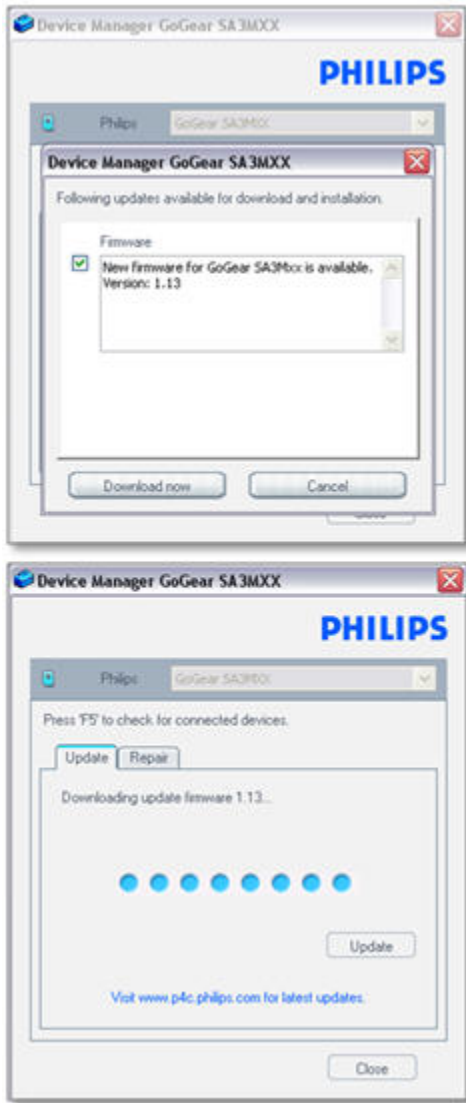 Device Manager GoGear SA3MXX
PHILIPS
Philips GoGear SA3MXX
Device Manager GoGear SA3MXX
Following updates available for download and installation.
Firmware
New firmware for GoGear SA3Mxx is available.
Version: 1.13
Download now Cancel
Close
Device Manager GoGear SA3MXX
PHILIPS
Philips GoGear SA3MXX
Press 'F5' to check for connected devices.
Update Repair
Downloading update firmware 1.13...
Update
Visit www.p4c.philips.com for latest updates.
Close